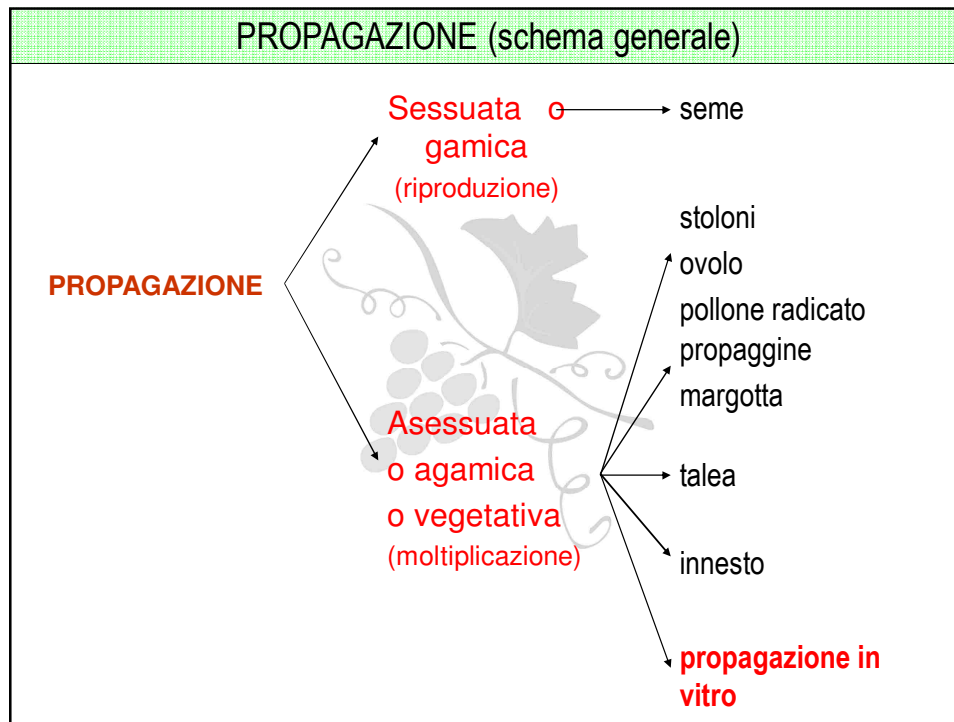 PROPAGAZIONE (schema generale)
Sessuata o
gamica
(riproduzione)
seme
PROPAGAZIONE
Asessuata
o agamica
o vegetativa
(moltiplicazione)
stoloni
ovolo
pollone radicato
propaggine
margotta
talea
innesto
propagazione in
vitro